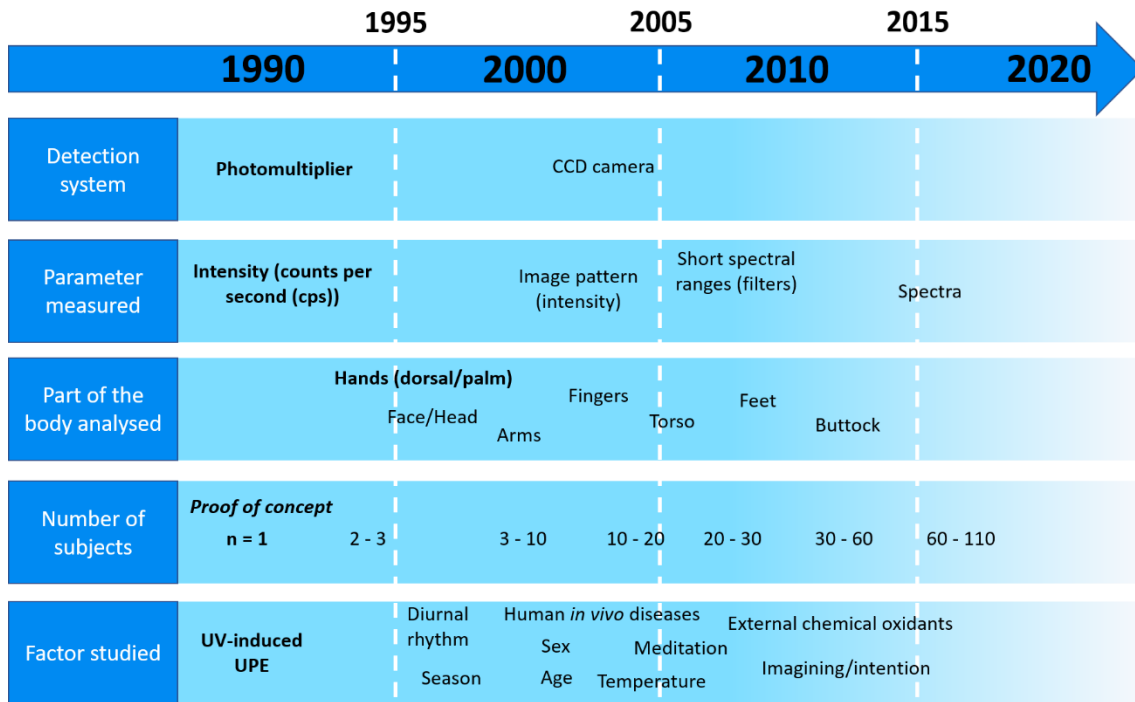 1995 2005 2015
1990 2000 2010 2020
Detection
system
Photomultiplier CCD camera
Parameter
measured
Intensity (counts per
second (cps))
Image pattern
(intensity)
Short spectral
ranges (filters)
Spectra
Part of the
body analysed
Hands (dorsal/palm)
Face/Head
Arms
Fingers
Torso
Feet
Buttock
Number of
subjects
Proof of concept
n = 1 2 - 3 3 - 10 10 - 20 20 - 30 30 - 60 60 - 110
Factor studied
UV-induced
UPE
Diurnal
rhythm
Season
Human in vivo diseases
Sex
Age
Meditation
Temperature
External chemical oxidants
Imagining/intention